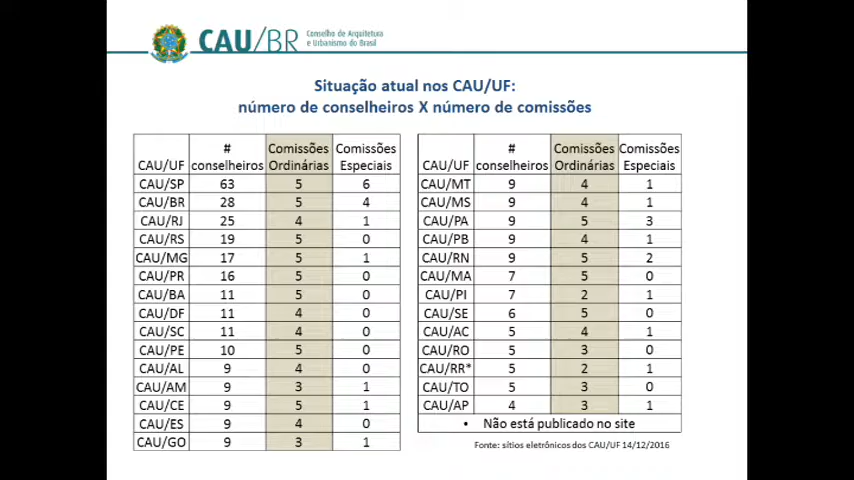 CAU/BR Conselho de Arquitetura
e Urbanismo do Brasil
Situação atual nos CAU/UF:
número de conselheiros X número de comissões
CAU/UF # conselheiros Comissões Ordinárias Comissões Especiais
CAU/SP 63 5 6
CAU/BR 28 5 4
CAU/RJ 25 4 1
CAU/RS 19 5 0
CAU/MG 17 5 1
CAU/PR 16 5 0
CAU/BA 11 5 0
CAU/DF 11 4 0
CAU/SC 11 4 0
CAU/PE 10 5 0
CAU/AL 9 4 0
CAU/AM 9 3 1
CAU/CE 9 5 1
CAU/ES 9 4 0
CAU/GO 9 3 1
CAU/UF # conselheiros Comissões Ordinárias Comissões Especiais
CAU/MT 9 4 1
CAU/MS 9 4 1
CAU/PA 9 5 3
CAU/PB 9 4 1
CAU/RN 9 5 2
CAU/MA 7 5 0
CAU/PI 7 2 1
CAU/SE 6 5 0
CAU/AC 5 4 1
CAU/RO 5 3 0
CAU/RR* 5 2 1
CAU/TO 5 3 0
CAU/AP 4 3 1
• Não está publicado no site
Fonte: sítios eletrônicos dos CAU/UF 14/12/2016